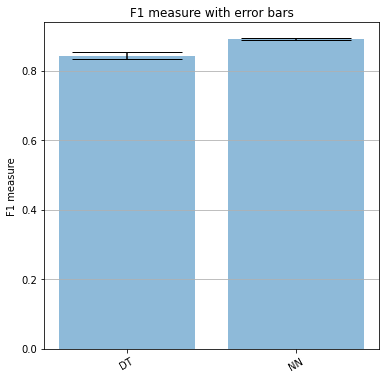 F1 measure with error bars
F1 measure
0.8
0.6
0.4
0.2
0.0
DT
NN